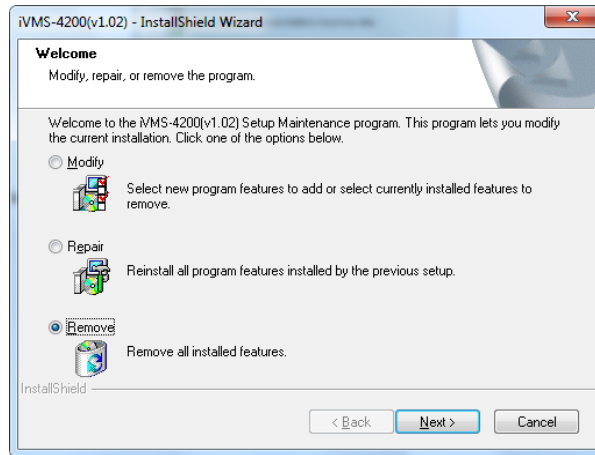 iVMS-4200(v1.02) - InstallShield Wizard
Welcome
Modify, repair, or remove the program.
Welcome to the iVMS-4200(v1.02) Setup Maintenance program. This program lets you modify
the current installation. Click one of the options below.
Modify
Select new program features to add or select currently installed features to
remove.
Repair
Reinstall all program features installed by the previous setup.
Remove
Remove all installed features.
InstallShield
< Back
Next >
Cancel